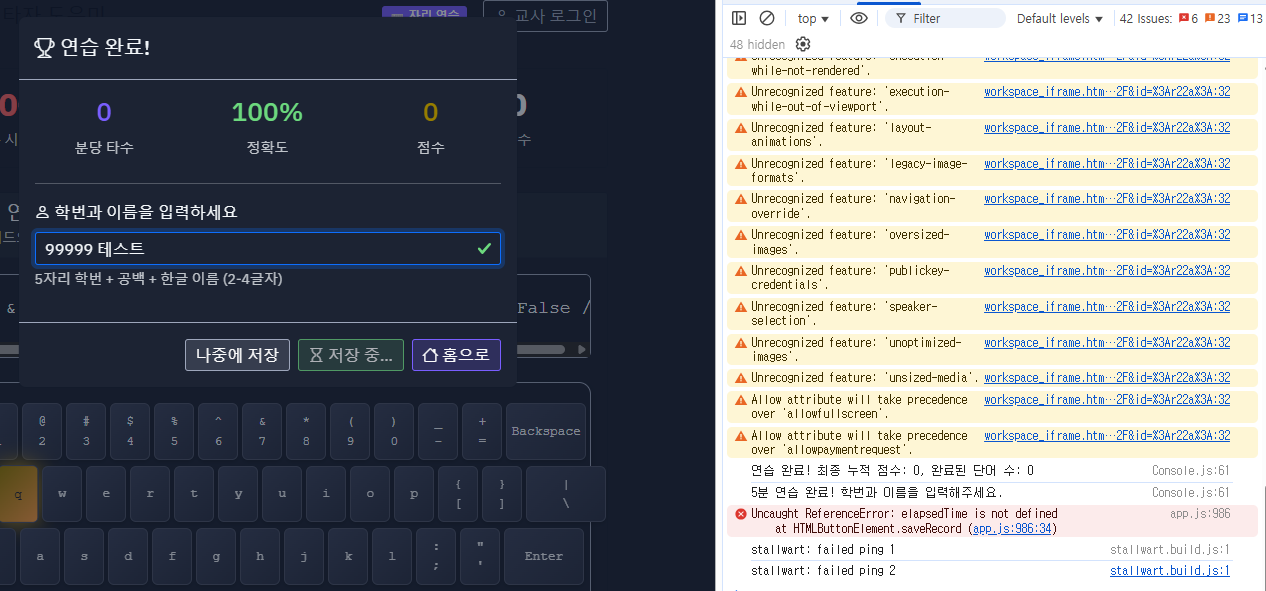 타자 도우미
자리 연습
교사 로그인
연습 완료!
0
100%
0
분당 타수
정확도
점수
시
수
학번과 이름을 입력하세요
99999 테스트
5자리 학번 + 공백 + 한글 이름 (2-4글자)
&
False /
나중에 저장
저장 중...
홈으로
@ # $ % ^ & * ( ) _ +
2 3 4 5 6 7 8 9 0 - = Backspace
q w e r t y u i o p { [ } ] | \
a s d f g h j k l : ; " ' Enter
top
Filter
Default levels
42 Issues: 6 23 13
48 hidden
while-not-rendered'.
Unrecognized feature: 'execution-while-out-of-viewport'. workspace_iframe.htm…2F&id=%3Ar22a%3A:32
Unrecognized feature: 'layout-animations'. workspace_iframe.htm…2F&id=%3Ar22a%3A:32
Unrecognized feature: 'legacy-image-formats'. workspace_iframe.htm…2F&id=%3Ar22a%3A:32
Unrecognized feature: 'navigation-override'. workspace_iframe.htm…2F&id=%3Ar22a%3A:32
Unrecognized feature: 'oversized-images'. workspace_iframe.htm…2F&id=%3Ar22a%3A:32
Unrecognized feature: 'publickey-credentials'. workspace_iframe.htm…2F&id=%3Ar22a%3A:32
Unrecognized feature: 'speaker-selection'. workspace_iframe.htm…2F&id=%3Ar22a%3A:32
Unrecognized feature: 'unoptimized-images'. workspace_iframe.htm…2F&id=%3Ar22a%3A:32
Unrecognized feature: 'unsized-media'. workspace_iframe.htm…2F&id=%3Ar22a%3A:32
Allow attribute will take precedence over 'allowfullscreen'. workspace_iframe.htm…2F&id=%3Ar22a%3A:32
Allow attribute will take precedence over 'allowpaymentrequest'. workspace_iframe.htm…2F&id=%3Ar22a%3A:32
연습 완료! 최종 누적 점수: 0, 완료된 단어 수: 0 Console.js:61
5분 연습 완료! 학번과 이름을 입력해주세요. Console.js:61
Uncaught ReferenceError: elapsedTime is not defined app.js:986
at HTMLButtonElement.saveRecord (app.js:986:34)
stallwart: failed ping 1 stallwart.build.js:1
stallwart: failed ping 2 stallwart.build.js:1